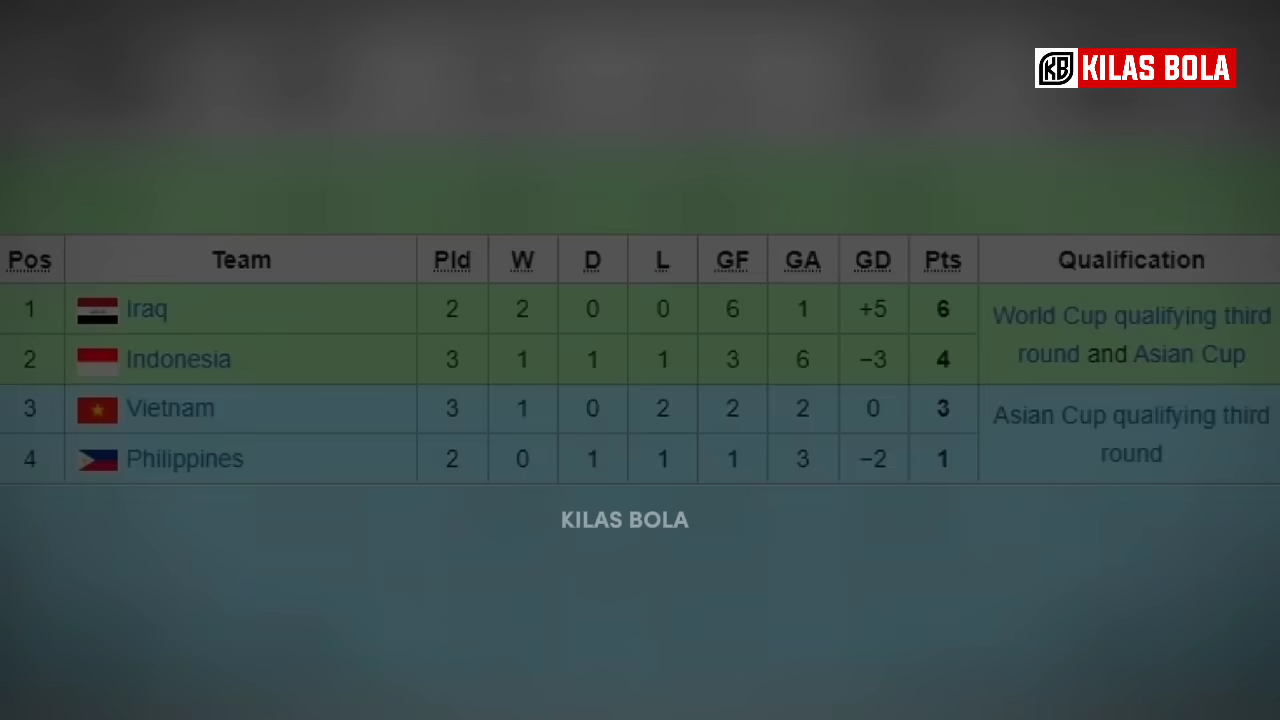 KB KILAS BOLA
Pos Team Pld W D L GF GA GD Pts Qualification
1 Iraq 2 2 0 0 6 1 +5 6 World Cup qualifying third
2 Indonesia 3 1 1 1 3 6 −3 4 round and Asian Cup
3 Vietnam 3 1 0 2 2 2 0 3 Asian Cup qualifying third
4 Philippines 2 0 1 1 1 3 −2 1 round
KILAS BOLA